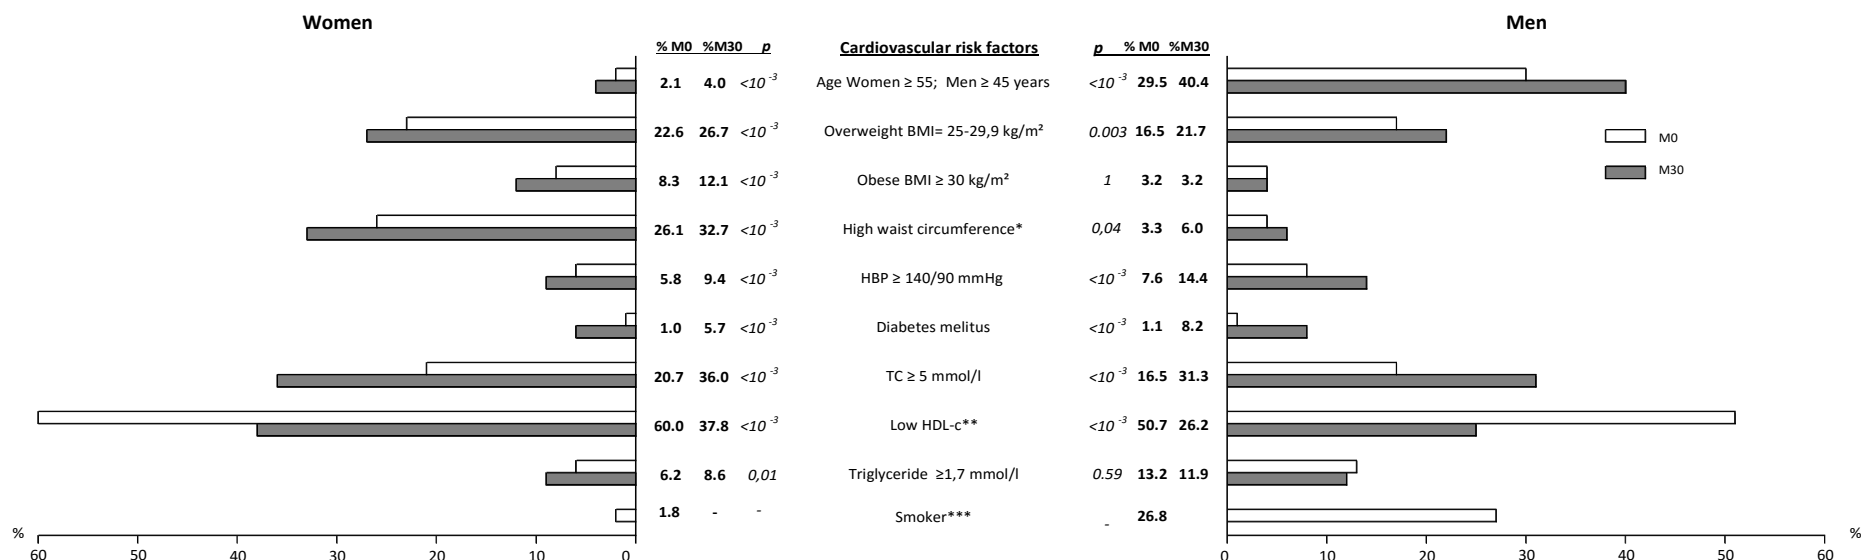 Women Men
% M0 %M30 p Cardiovascular risk factors p % M0 %M30
2.1 4.0 <10 -3 Age Women ≥ 55; Men ≥ 45 years <10 -3 29.5 40.4
22.6 26.7 <10 -3 Overweight BMI= 25-29,9 kg/m² 0.003 16.5 21.7
M0
8.3 12.1 <10 -3 Obese BMI ≥ 30 kg/m² 1 3.2 3.2
M30
26.1 32.7 <10 -3 High waist circumference* 0,04 3.3 6.0
5.8 9.4 <10 -3 HBP ≥ 140/90 mmHg <10 -3 7.6 14.4
1.0 5.7 <10 -3 Diabetes melitus <10 -3 1.1 8.2
20.7 36.0 <10 -3 TC ≥ 5 mmol/l <10 -3 16.5 31.3
60.0 37.8 <10 -3 Low HDL-c** <10 -3 50.7 26.2
6.2 8.6 0,01 Triglyceride ≥1,7 mmol/l 0.59 13.2 11.9
1.8 - - Smoker*** - 26.8
% %
60 50 40 30 20 10 0 0 10 20 30 40 50 60